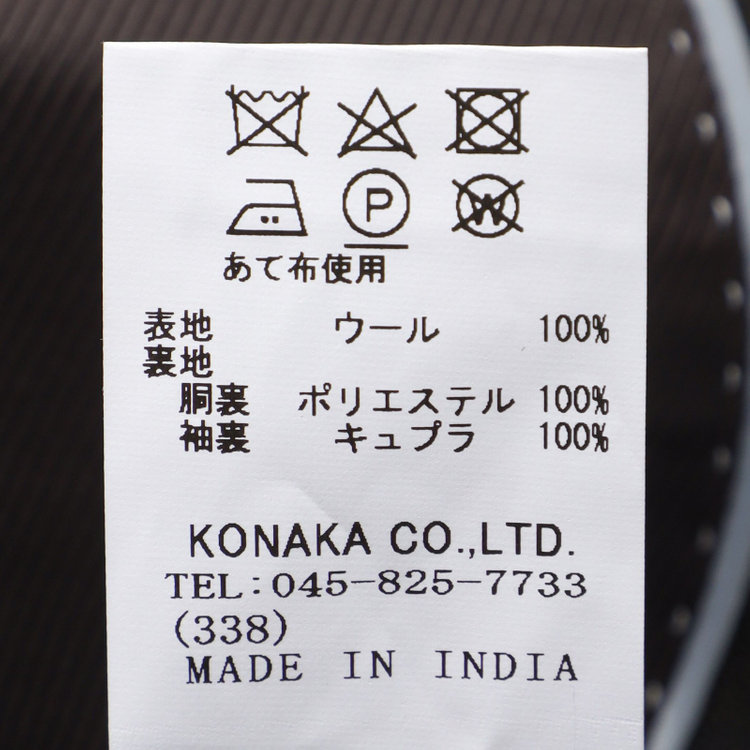 P W
あて布使用
表地 ウール 100%
裏地
胴裏 ポリエステル 100%
袖裏 キュプラ 100%
KONAKA CO.,LTD.
TEL:045-825-7733
(338)
MADE IN INDIA